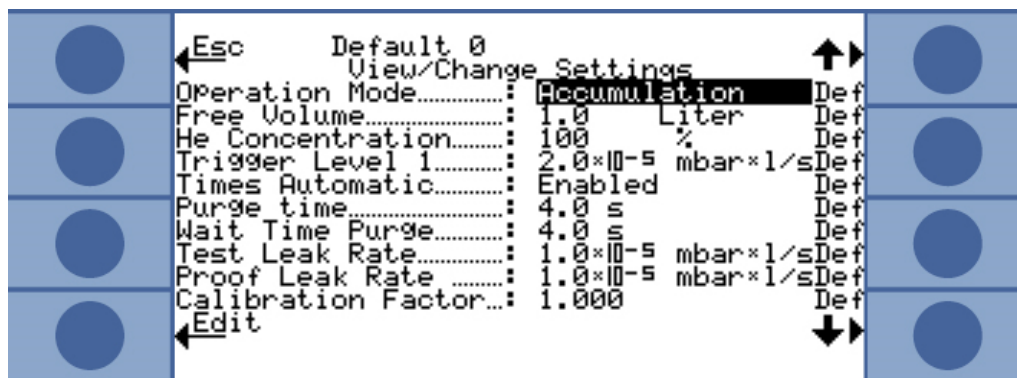 Esc Default 0
View/Change Settings
Operation Mode.............: Accumulation Def
Free Volume.....................: 1.0 Liter Def
He Concentration........: 100 % Def
Trigger Level 1.........: 2.0×10⁻⁵ mbar×l/sDef
Times Automatic...........: Enabled Def
Purge time.......................: 4.0 s Def
Wait Time Purge..........: 4.0 s Def
Test Leak Rate.............: 1.0×10⁻⁵ mbar×l/sDef
Proof Leak Rate ........: 1.0×10⁻⁵ mbar×l/sDef
Calibration Factor...: 1.000 Def
Edit